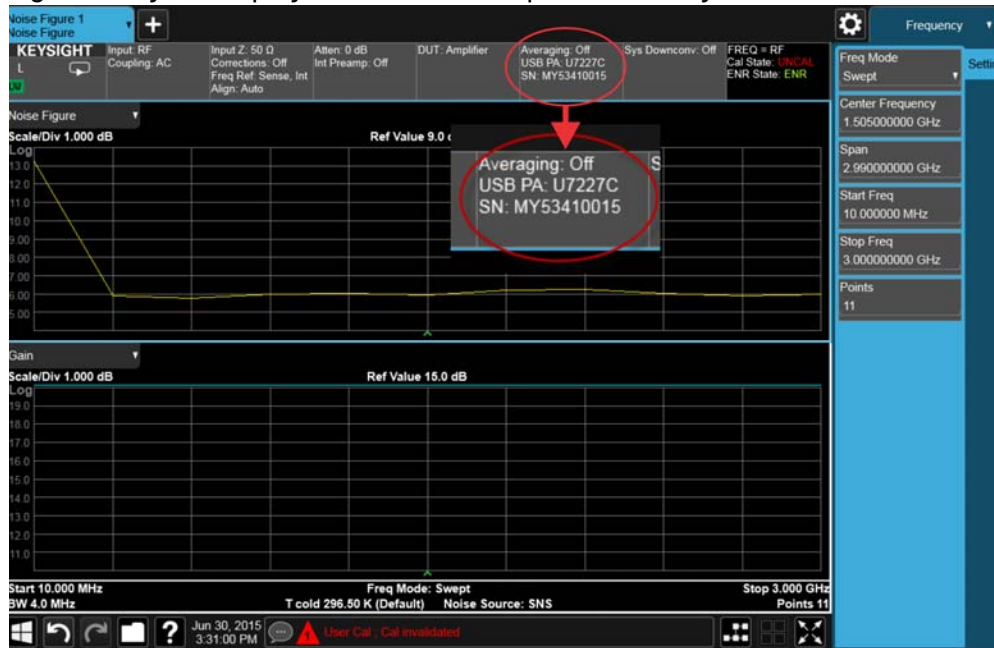 Noise Figure 1
Noise Figure
Frequency
KEYSIGHT
L
Input: RF
Coupling: AC
Input Z: 50 Ω
Corrections: Off
Freq Ref: Sense, Int
Align: Auto
Atten: 0 dB
Int Preamp: Off
DUT: Amplifier
Averaging: Off
USB PA: U7227C
SN: MY53410015
Sys Downconv: Off
FREQ = RF
Cal State: UNCAL
ENR State: ENR
Freq Mode
Swept
Settin
Center Frequency
1.505000000 GHz
Span
2.990000000 GHz
Start Freq
10.000000 MHz
Stop Freq
3.000000000 GHz
Points
11
Noise Figure
Scale/Div 1.000 dB
Ref Value 9.0 d
Log
13.0
12.0
11.0
10.0
9.00
8.00
7.00
6.00
5.00
Averaging: Off
S
USB PA: U7227C
SN: MY53410015
Gain
Scale/Div 1.000 dB
Ref Value 15.0 dB
Log
19.0
18.0
17.0
16.0
15.0
14.0
13.0
12.0
11.0
Start 10.000 MHz
Freq Mode: Swept
Stop 3.000 GHz
BW 4.0 MHz
T cold 296.50 K (Default) Noise Source: SNS
Points 11
?
Jun 30, 2015
3:31:00 PM
User Cal ; Cal invalidated